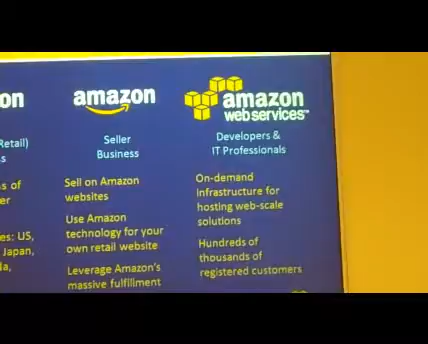 on
Retail)
s
s of
er
es: US,
Japan,
da,
amazon
Seller
Business
Sell on Amazon
websites
Use Amazon
technology for your
own retail website
Leverage Amazon's
massive fulfillment
amazon
webservices™
Developers &
IT Professionals
On-demand
infrastructure for
hosting web-scale
solutions
Hundreds of
thousands of
registered customers